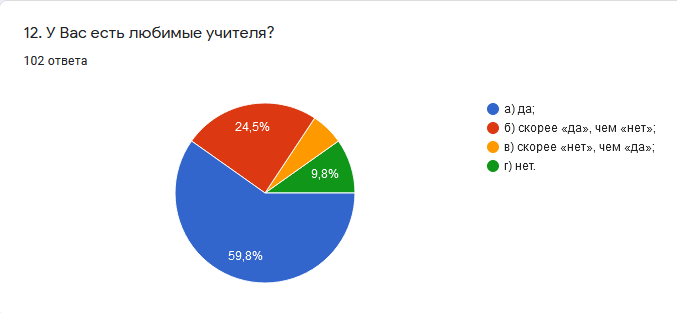 12. У Вас есть любимые учителя?
102 ответа
24,5%
9,8%
59,8%
а) да;
б) скорее «да», чем «нет»;
в) скорее «нет», чем «да»;
г) нет.